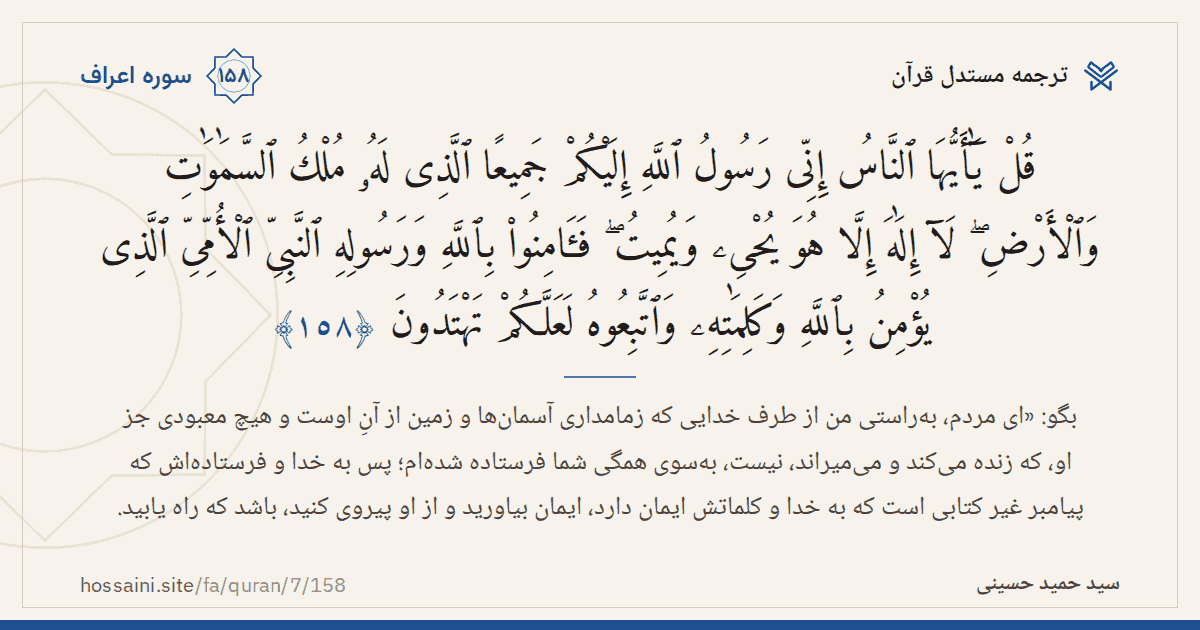 ترجمه مستدل قرآن
۱۵۸ سوره اعراف
قُلْ يَٰٓأَيُّهَا ٱلنَّاسُ إِنِّى رَسُولُ ٱللَّهِ إِلَيْكُمْ جَمِيعًا ٱلَّذِى لَهُۥ مُلْكُ ٱلسَّمَٰوَٰتِ
وَٱلْأَرْضِ ۖ لَآ إِلَٰهَ إِلَّا هُوَ يُحْىِۦ وَيُمِيتُ ۖ فَـَٔامِنُوا۟ بِٱللَّهِ وَرَسُولِهِ ٱلنَّبِىِّ ٱلْأُمِّىِّ ٱلَّذِى
يُؤْمِنُ بِٱللَّهِ وَكَلِمَٰتِهِۦ وَٱتَّبِعُوهُ لَعَلَّكُمْ تَهْتَدُونَ ﴿١٥٨﴾
بگو: «ای مردم، به‌راستی من از طرف خدایی که زمامداری آسمان‌ها و زمین از آنِ اوست و هیچ معبودی جز
او، که زنده می‌کند و می‌میراند، نیست، به‌سوی همگی شما فرستاده شده‌ام؛ پس به خدا و فرستاده‌اش که
پیامبر غیر کتابی است که به خدا و کلماتش ایمان دارد، ایمان بیاورید و از او پیروی کنید، باشد که راه یابید.
سید حمید حسینی
hossaini.site/fa/quran/7/158